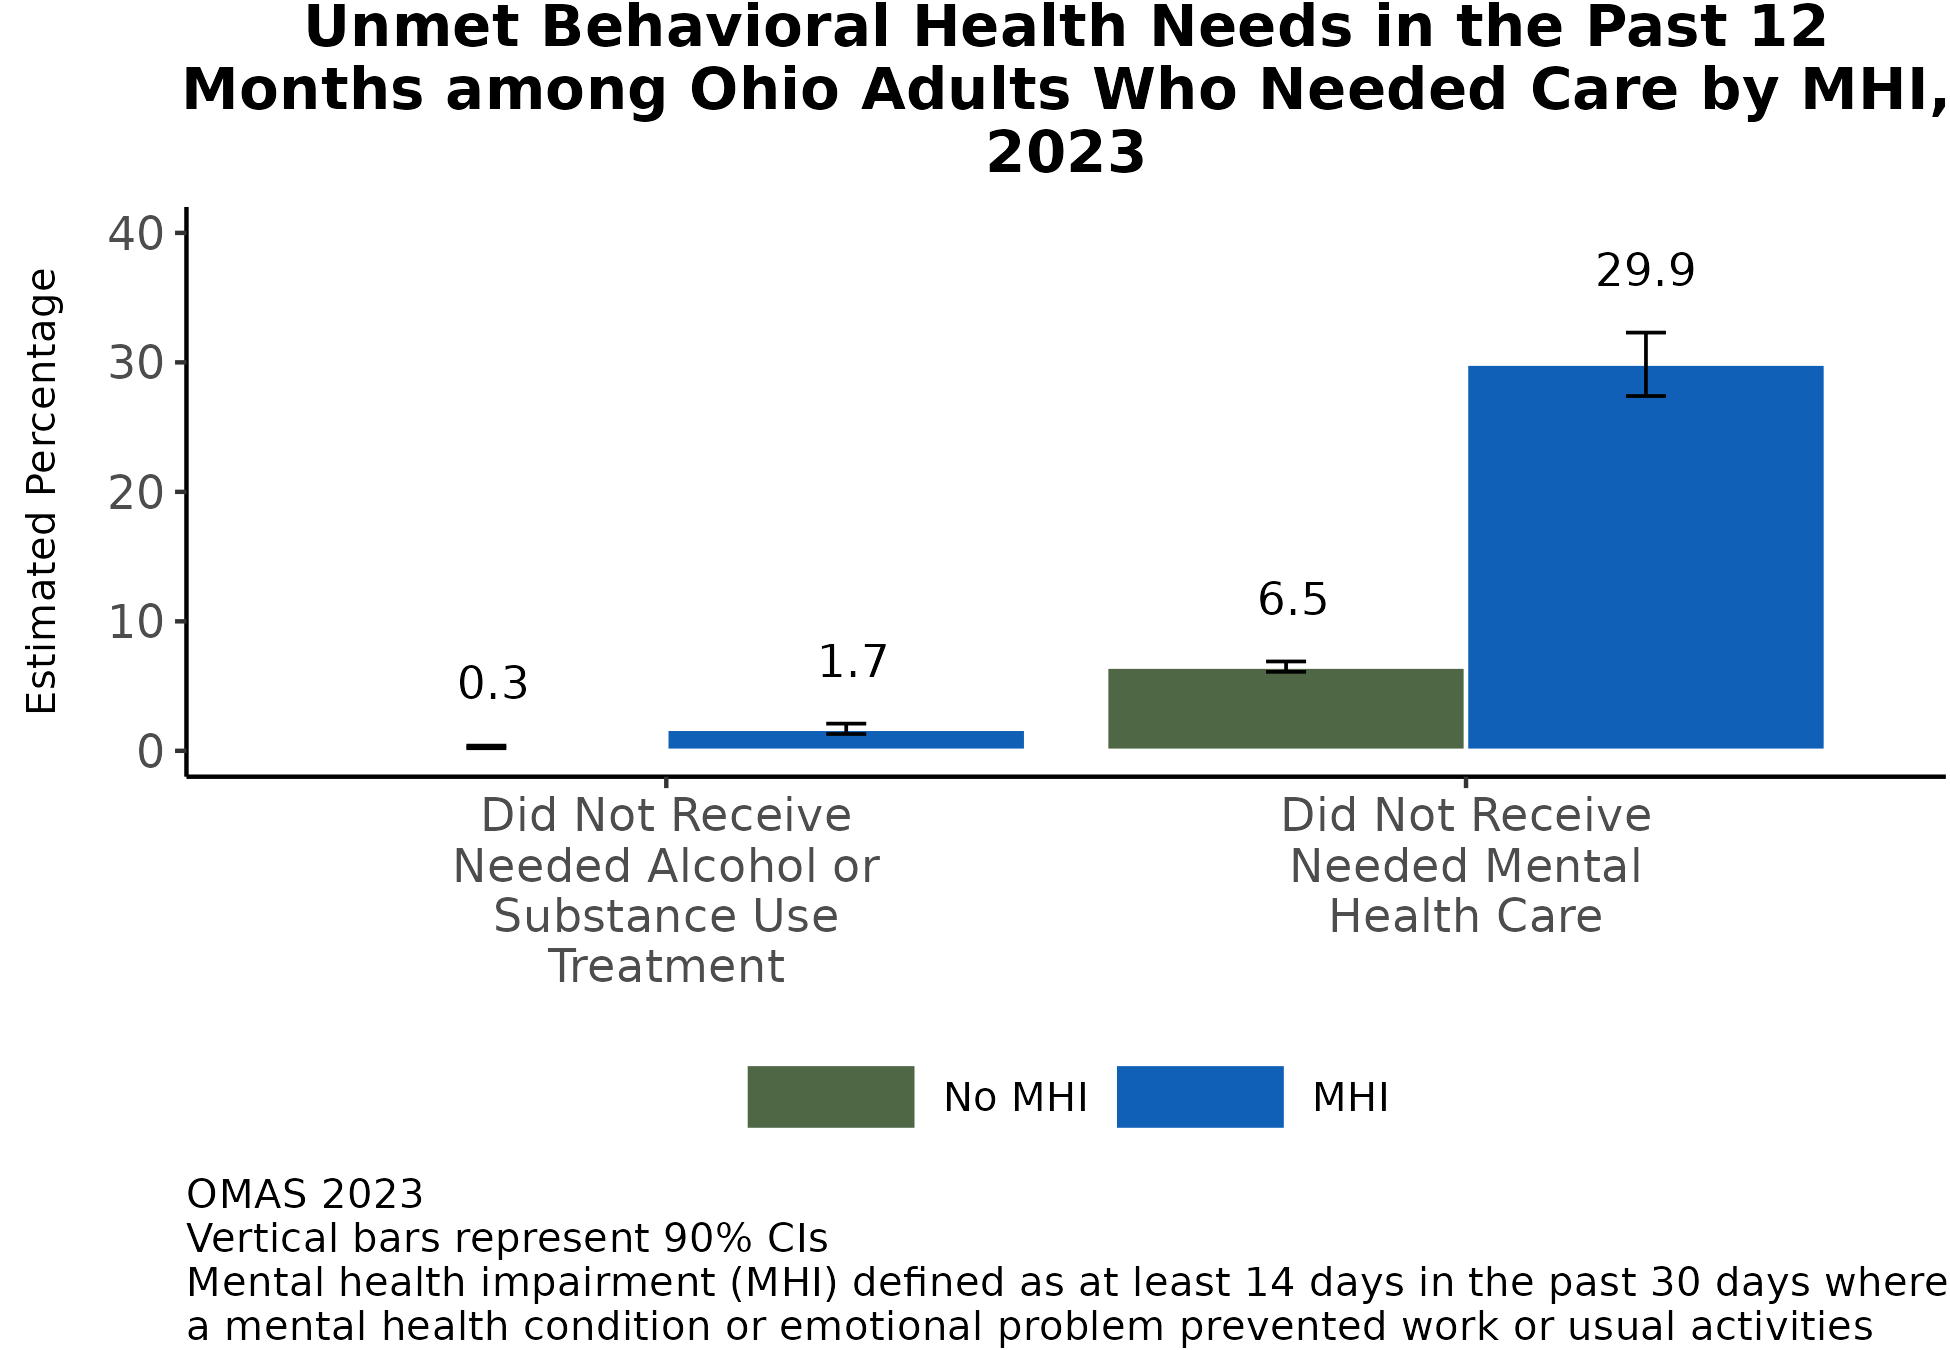 Unmet Behavioral Health Needs in the Past 12
Months among Ohio Adults Who Needed Care by MHI,
2023
Estimated Percentage
40
30
20
10
0
0.3
1.7
6.5
29.9
Did Not Receive
Needed Alcohol or
Substance Use
Treatment
Did Not Receive
Needed Mental
Health Care
No MHI
MHI
OMAS 2023
Vertical bars represent 90% CIs
Mental health impairment (MHI) defined as at least 14 days in the past 30 days where
a mental health condition or emotional problem prevented work or usual activities